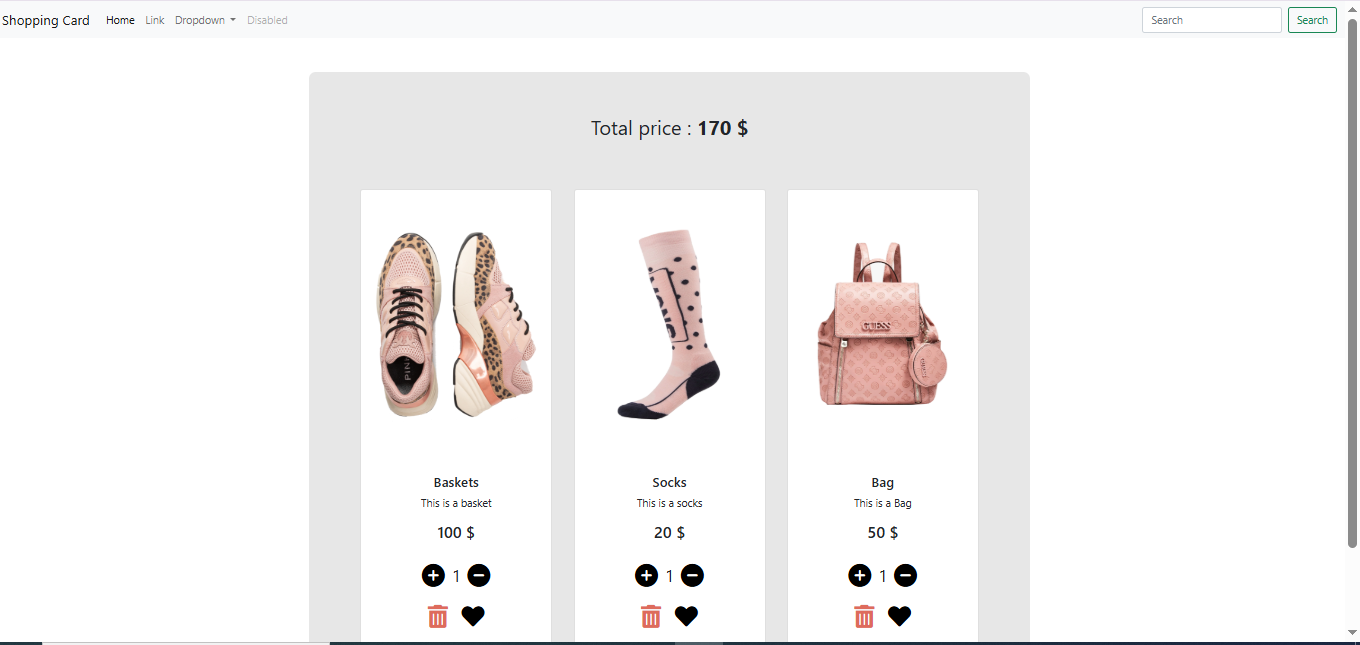 Shopping Card Home Link Dropdown Disabled Search Search
Total price : 170 $
GUESS
Baskets
This is a basket
100 $
1
Socks
This is a socks
20 $
1
Bag
This is a Bag
50 $
1